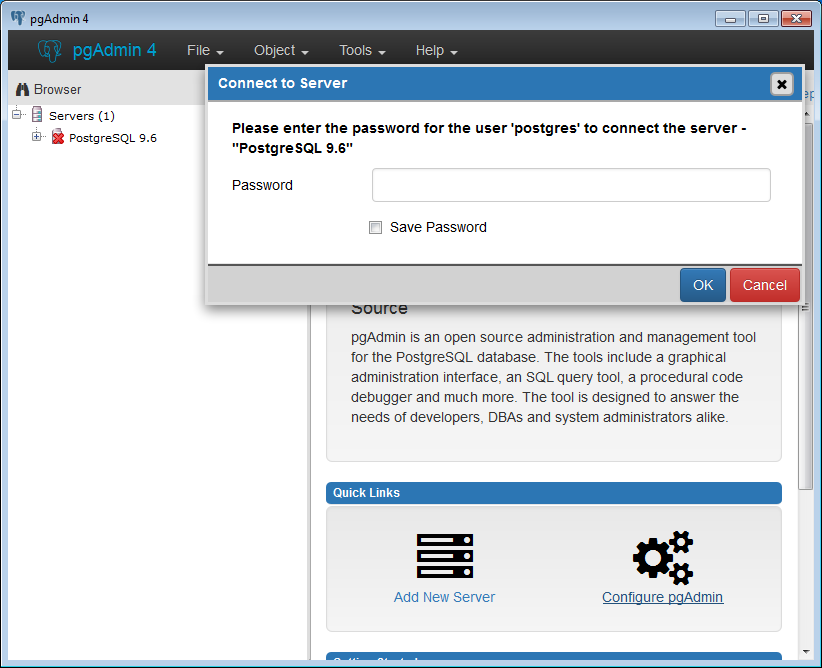 pgAdmin 4
pgAdmin 4 File Object Tools Help
Browser
Servers (1)
PostgreSQL 9.6
Connect to Server
Please enter the password for the user 'postgres' to connect the server -
"PostgreSQL 9.6"
Password
Save Password
OK Cancel
Source
pgAdmin is an open source administration and management tool
for the PostgreSQL database. The tools include a graphical
administration interface, an SQL query tool, a procedural code
debugger and much more. The tool is designed to answer the
needs of developers, DBAs and system administrators alike.
Quick Links
Add New Server Configure pgAdmin